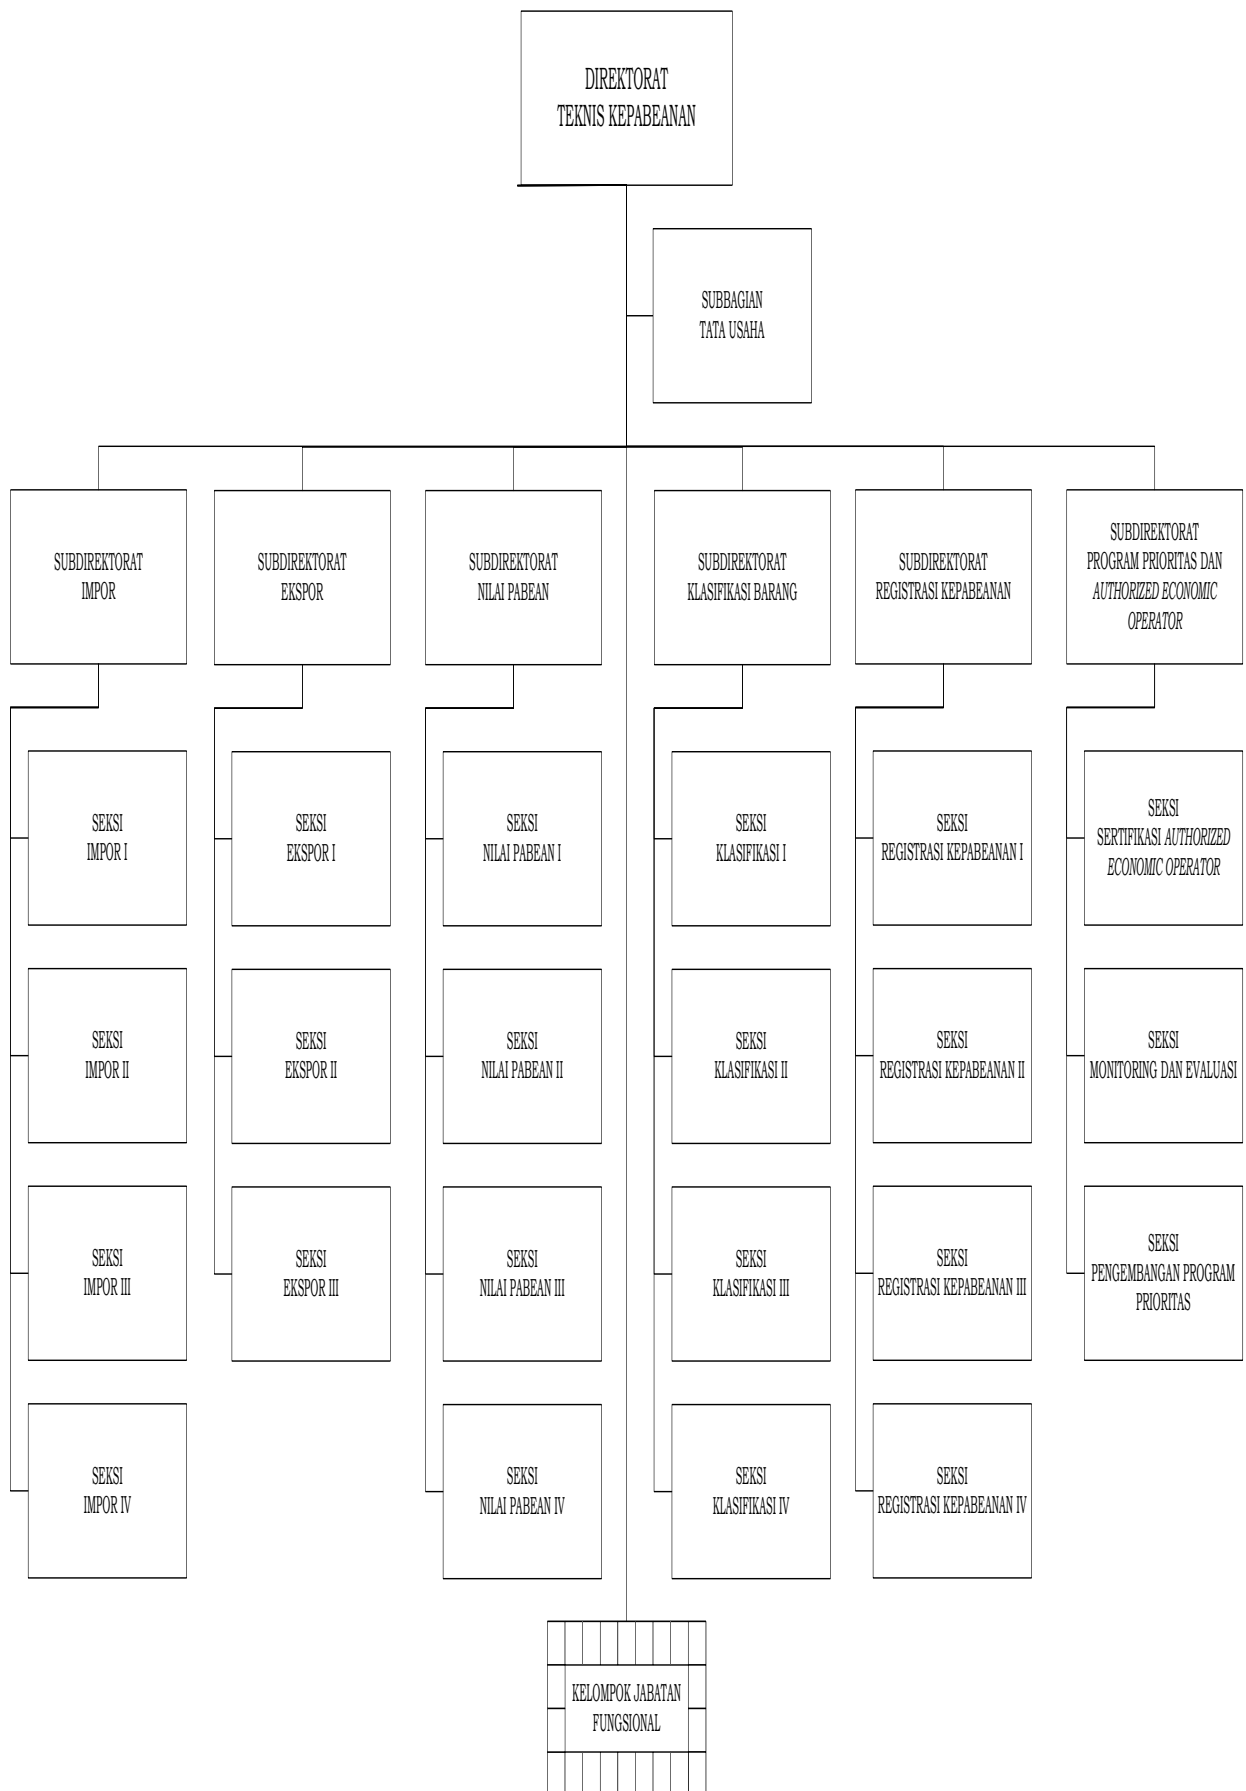 DIREKTORAT
TEKNIS KEPABEANAN
SUBBAGIAN
TATA USAHA
SUBDIREKTORAT
IMPOR
SUBDIREKTORAT
EKSPOR
SUBDIREKTORAT
NILAI PABEAN
SUBDIREKTORAT
KLASIFIKASI BARANG
SUBDIREKTORAT
REGISTRASI KEPABEANAN
SUBDIREKTORAT
PROGRAM PRIORITAS DAN
AUTHORIZED ECONOMIC
OPERATOR
SEKSI
IMPOR I
SEKSI
EKSPOR I
SEKSI
NILAI PABEAN I
SEKSI
KLASIFIKASI I
SEKSI
REGISTRASI KEPABEANAN I
SEKSI
SERTIFIKASI AUTHORIZED
ECONOMIC OPERATOR
SEKSI
IMPOR II
SEKSI
EKSPOR II
SEKSI
NILAI PABEAN II
SEKSI
KLASIFIKASI II
SEKSI
REGISTRASI KEPABEANAN II
SEKSI
MONITORING DAN EVALUASI
SEKSI
IMPOR III
SEKSI
EKSPOR III
SEKSI
NILAI PABEAN III
SEKSI
KLASIFIKASI III
SEKSI
REGISTRASI KEPABEANAN III
SEKSI
PENGEMBANGAN PROGRAM
PRIORITAS
SEKSI
IMPOR IV
SEKSI
NILAI PABEAN IV
SEKSI
KLASIFIKASI IV
SEKSI
REGISTRASI KEPABEANAN IV
KELOMPOK JABATAN
FUNGSIONAL